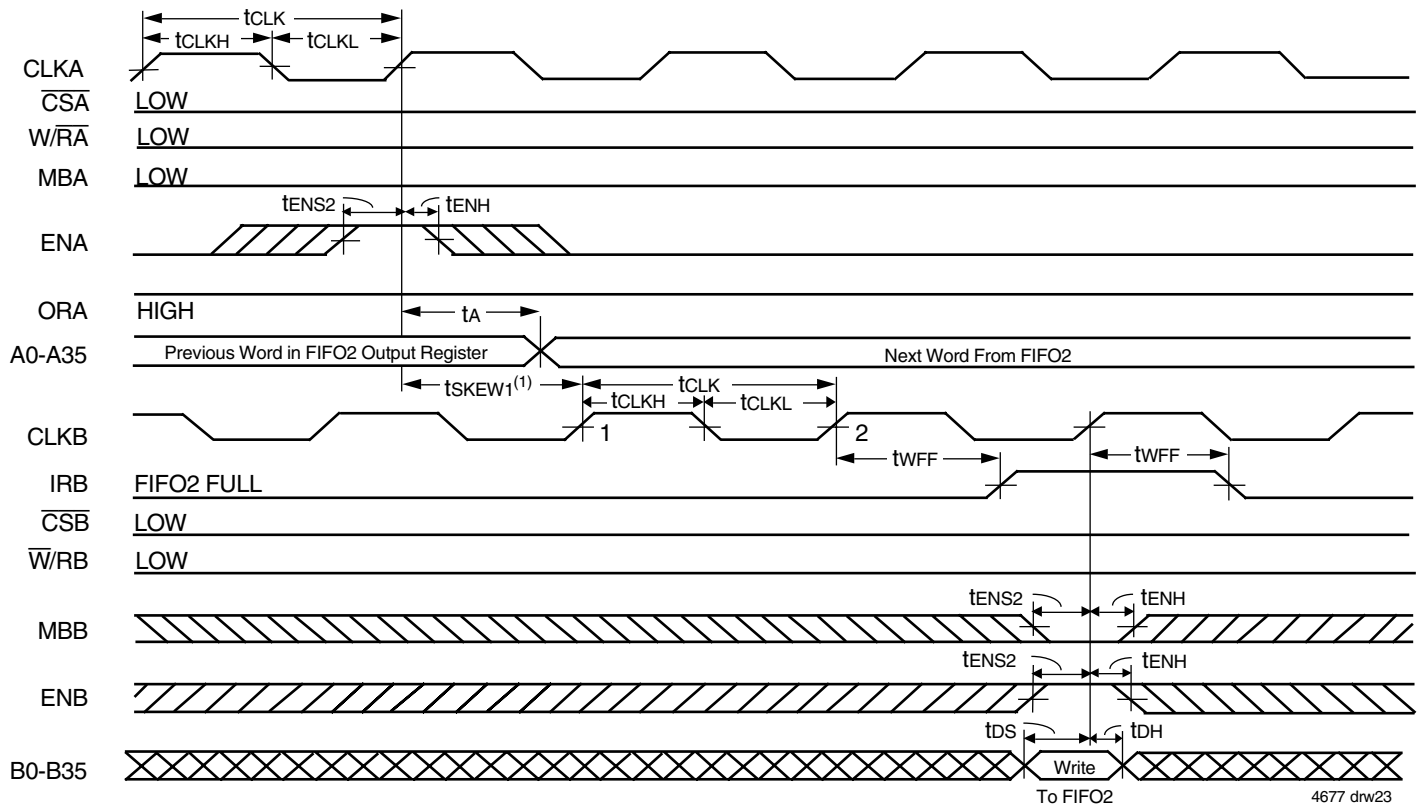 tCLK
tCLKH tCLKL
CLKA
CSA LOW
W/RA LOW
MBA LOW
tENS2 tENH
ENA
ORA HIGH
tA
A0-A35 Previous Word in FIFO2 Output Register Next Word From FIFO2
tSKEW1(1) tCLK
tCLKH tCLKL
CLKB 1 2
tWFF tWFF
IRB FIFO2 FULL
CSB LOW
W/RB LOW
tENS2 tENH
MBB
tENS2 tENH
ENB
tDS tDH
B0-B35 Write
To FIFO2 4677 drw23